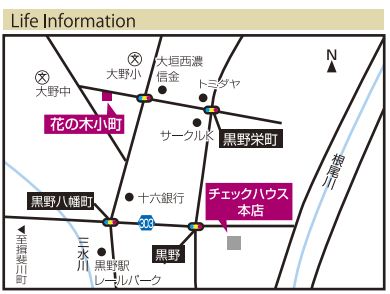 Life Information
文
大野小
大垣西濃
信金
N
文
大野中
トミダヤ
花の木小町
サークルK
黒野栄町
根尾川
チェックハウス
本店
十六銀行
黒野八幡町
303
至揖斐川町
三水川
黒野
黒野駅
レールパーク